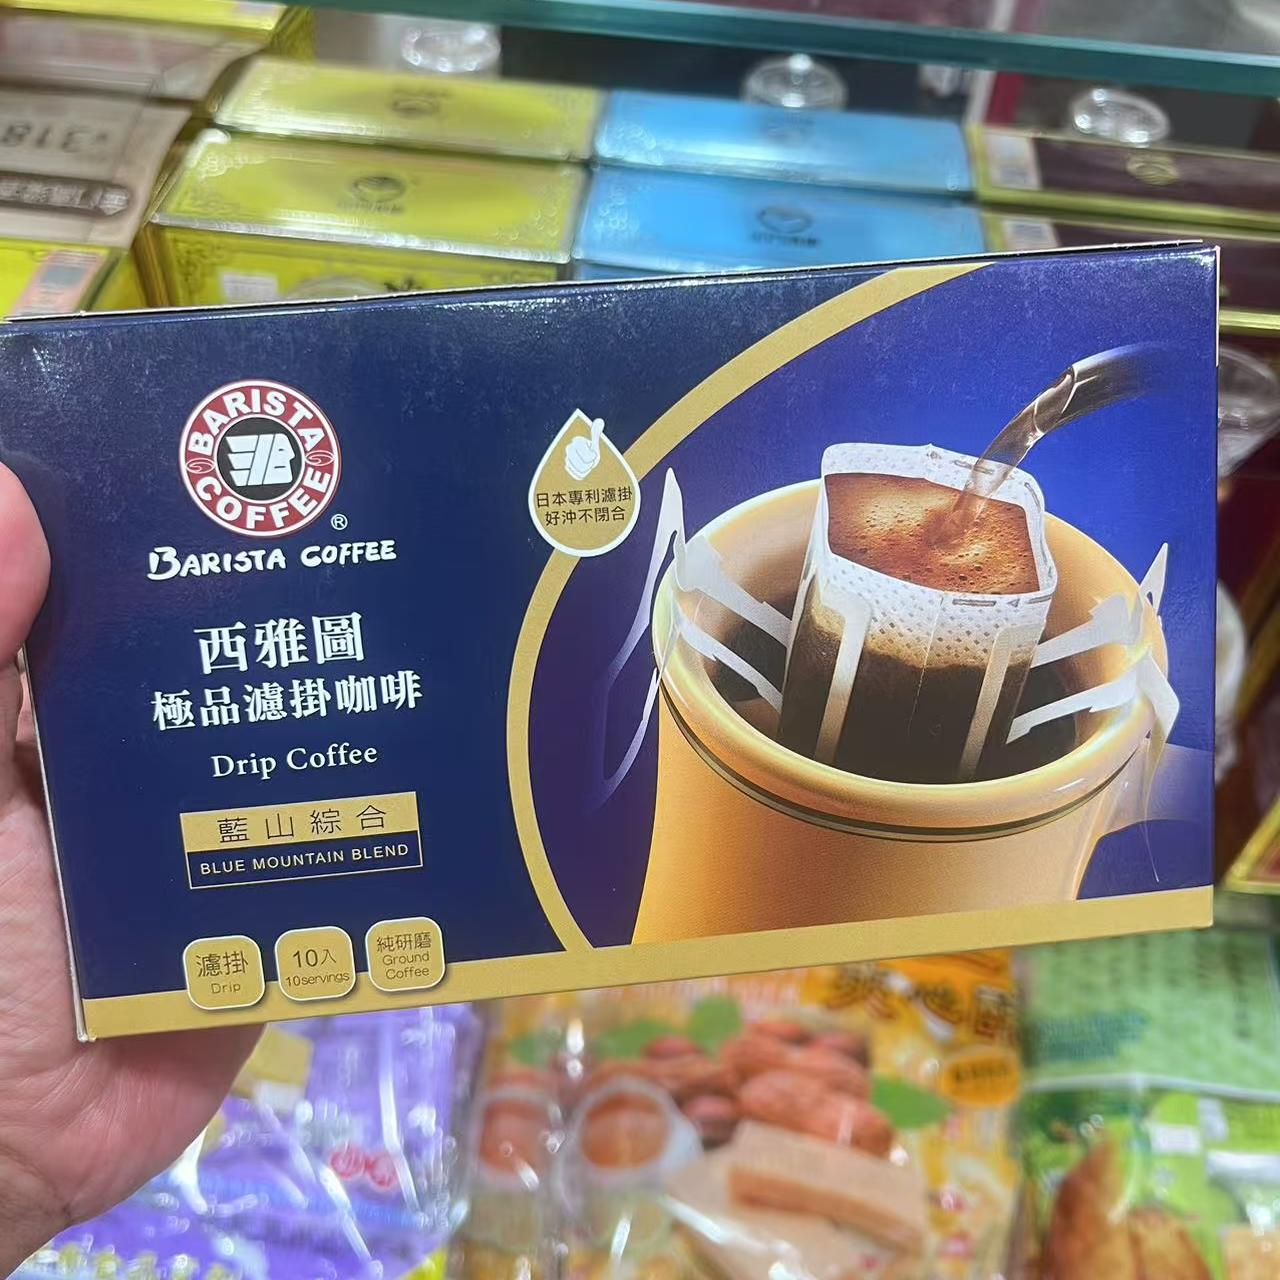 318
BARISTA
COFFEE
®
BARISTA COFFEE
西雅圖
極品濾掛咖啡
Drip Coffee
藍山綜合
BLUE MOUNTAIN BLEND
濾掛
Drip
10入
10servings
純研磨
Ground
Coffee
日本專利濾掛
好沖不閉合